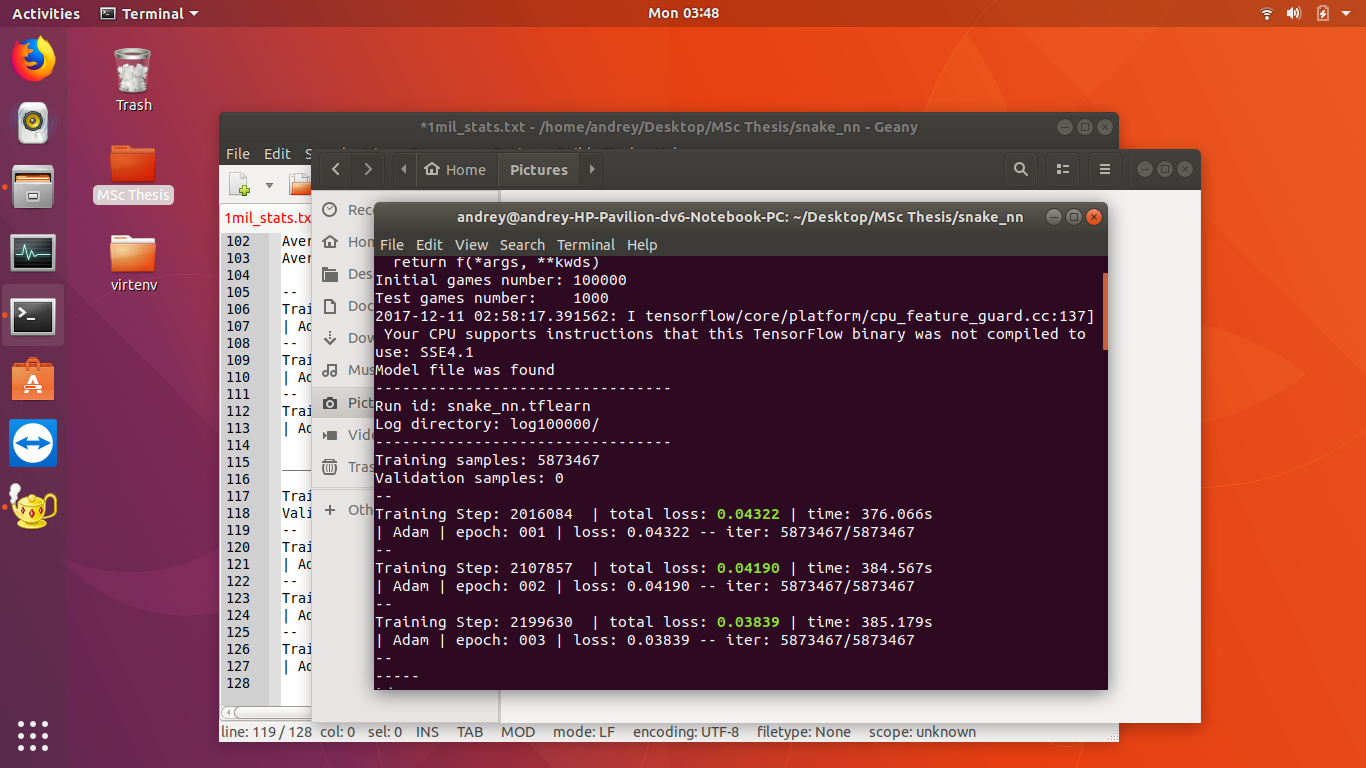 Activities Terminal Mon 03:48
Trash
MSc Thesis
virtenv
*1mil_stats.txt - /home/andrey/Desktop/MSc Thesis/snake_nn - Geany
File Edit
Home Pictures
1mil_stats.tx
102 Aver
103 Aver
104
105 --
106 Trai
107 | Ad
108 --
109 Trai
110 | Ad
111 --
112 Trai
113 | Ad
114
115
116
117 Trai
118 Vali
119 --
120 Trai
121 | Ad
122 --
123 Trai
124 | Ad
125 --
126 Trai
127 | Ad
128
Rece
Hom
Des
Doc
Dow
Mus
Pict
Vide
Tras
Oth
andrey@andrey-HP-Pavilion-dv6-Notebook-PC: ~/Desktop/MSc Thesis/snake_nn
File Edit View Search Terminal Help
return f(*args, **kwds)
Initial games number: 100000
Test games number:    1000
2017-12-11 02:58:17.391562: I tensorflow/core/platform/cpu_feature_guard.cc:137]
Your CPU supports instructions that this TensorFlow binary was not compiled to
use: SSE4.1
Model file was found
---------------------------------
Run id: snake_nn.tflearn
Log directory: log100000/
---------------------------------
Training samples: 5873467
Validation samples: 0
--
Training Step: 2016084  | total loss: 0.04322 | time: 376.066s
| Adam | epoch: 001 | loss: 0.04322 -- iter: 5873467/5873467
--
Training Step: 2107857  | total loss: 0.04190 | time: 384.567s
| Adam | epoch: 002 | loss: 0.04190 -- iter: 5873467/5873467
--
Training Step: 2199630  | total loss: 0.03839 | time: 385.179s
| Adam | epoch: 003 | loss: 0.03839 -- iter: 5873467/5873467
--
-----
line: 119 / 128 col: 0 sel: 0 INS TAB MOD mode: LF encoding: UTF-8 filetype: None scope: unknown